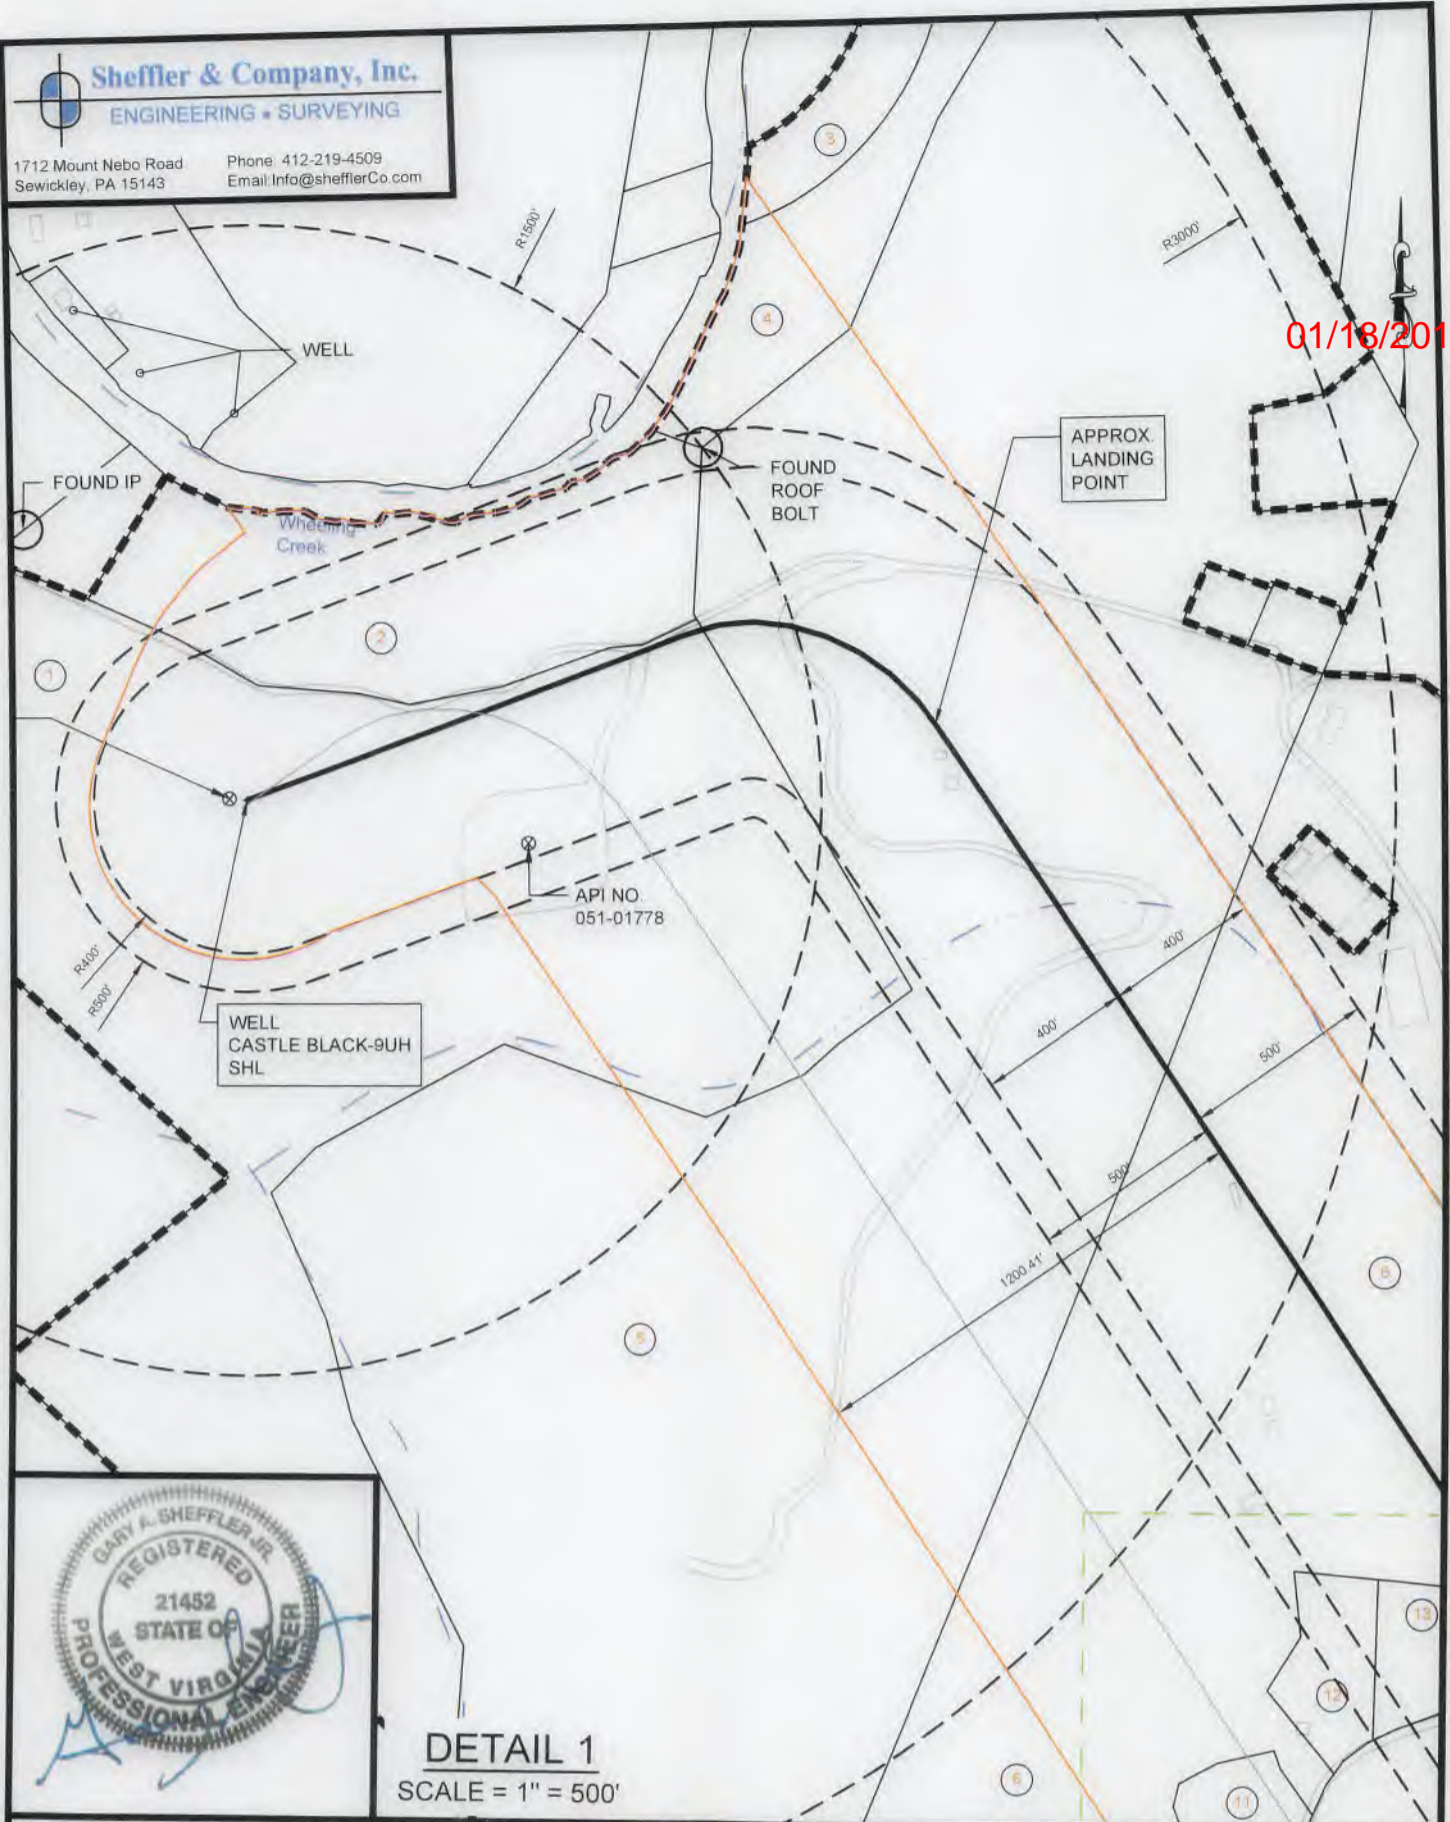 Sheffler & Company, Inc.
ENGINEERING • SURVEYING
1712 Mount Nebo Road
Sewickley, PA 15143
Phone: 412-219-4509
Email:Info@shefflerCo.com
3
R1500'
R3000'
4
01/18/201
WELL
APPROX.
LANDING
POINT
FOUND IP
FOUND
ROOF
BOLT
Wheeling
Creek
2
1
API NO.
051-01778
400'
R400'
R500'
WELL
CASTLE BLACK-9UH
SHL
400'
500'
500'
1200.41'
5
GARY A. SHEFFLER JR.
REGISTERED
21452
STATE OF
WEST VIRGINIA
PROFESSIONAL ENGINEER
13
12
DETAIL 1
SCALE = 1" = 500'
6
11